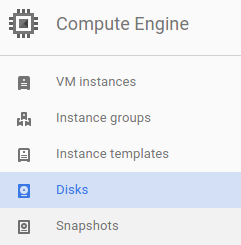 Compute Engine
VM instances
Instance groups
Instance templates
Disks
Snapshots